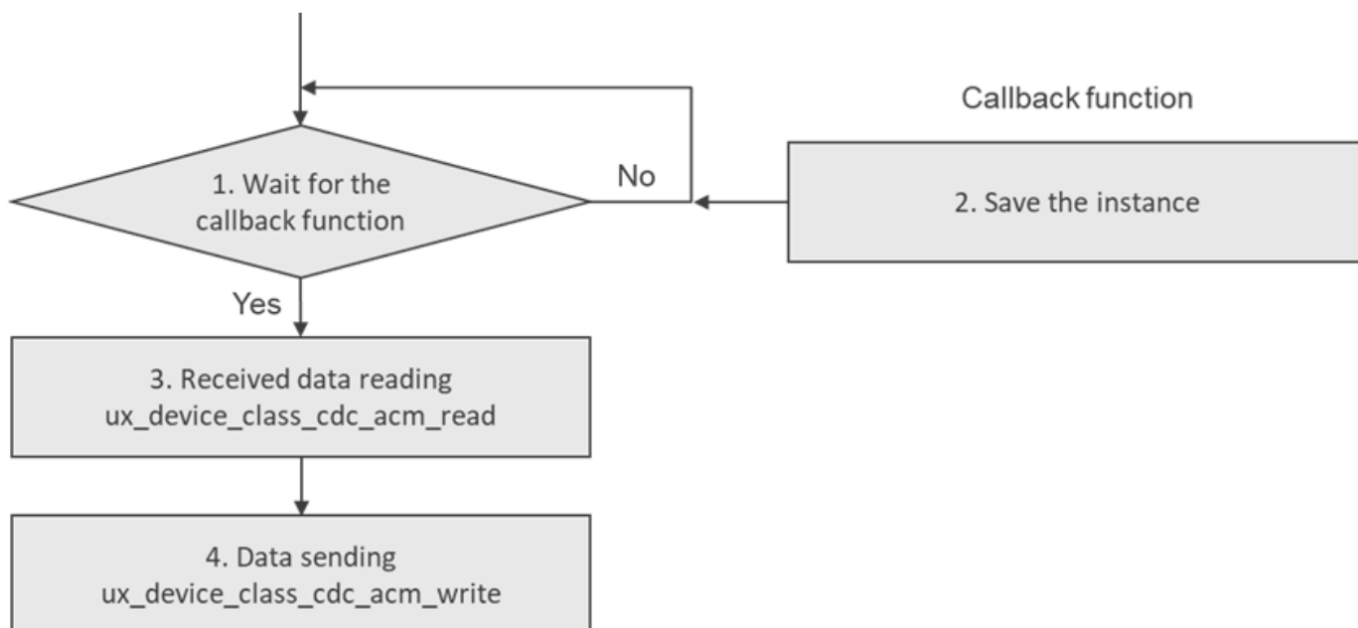 Callback function
1. Wait for the
callback function
No
2. Save the instance
Yes
3. Received data reading
ux_device_class_cdc_acm_read
4. Data sending
ux_device_class_cdc_acm_write